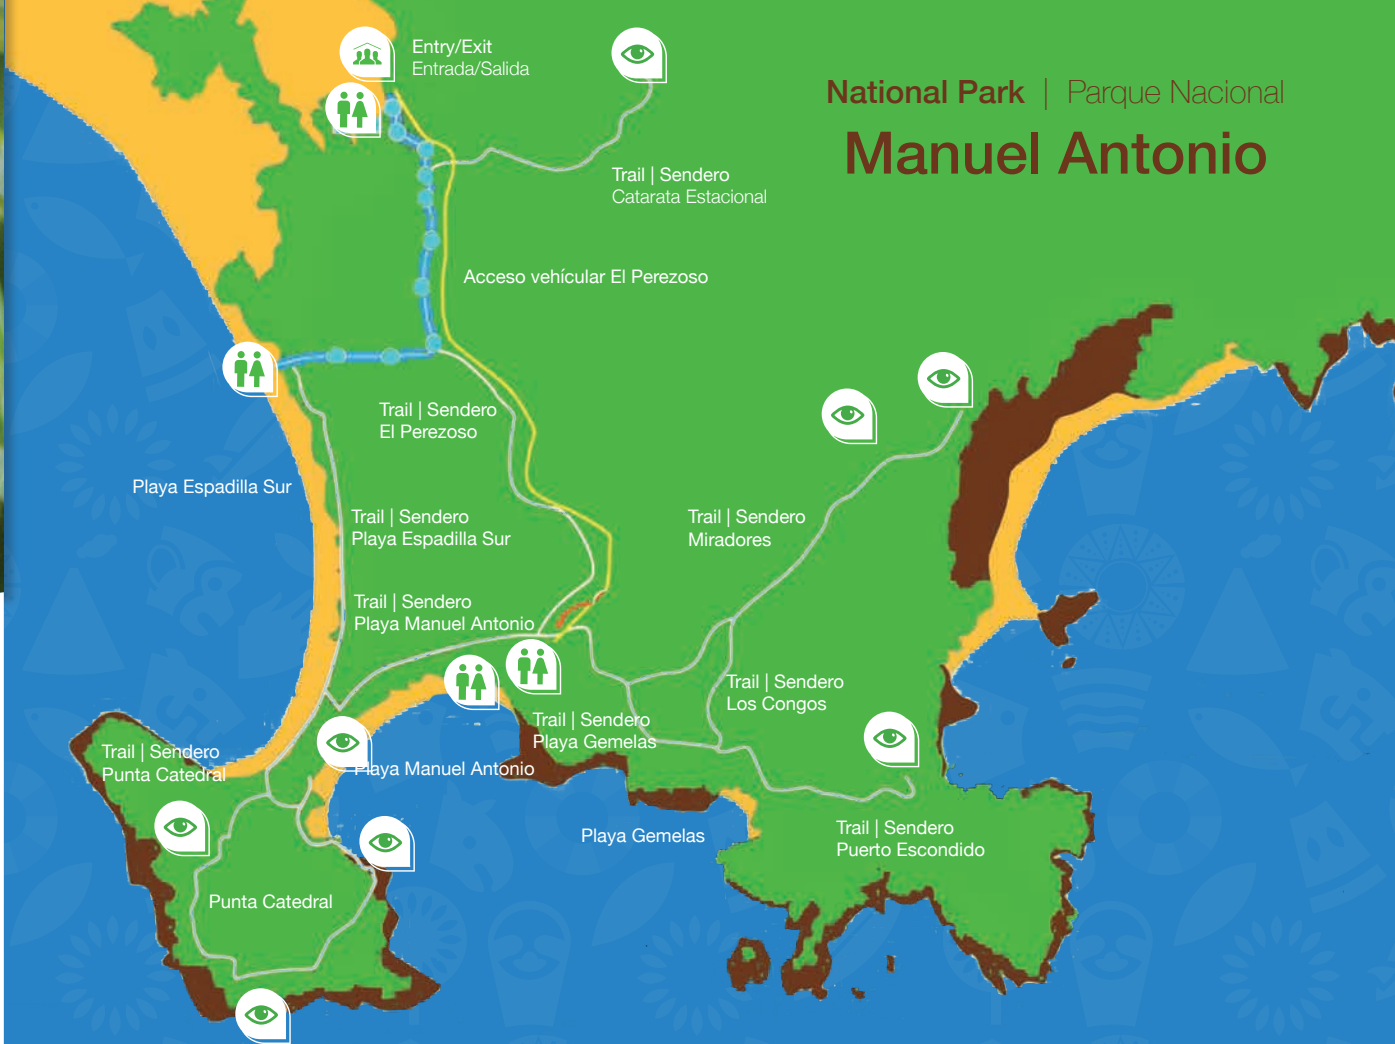 Entry/Exit
Entrada/Salida
National Park | Parque Nacional
Manuel Antonio
Trail | Sendero
Catarata Estacional
Acceso vehícular El Perezoso
Trail | Sendero
El Perezoso
Playa Espadilla Sur
Trail | Sendero
Playa Espadilla Sur
Trail | Sendero
Miradores
Trail | Sendero
Playa Manuel Antonio
Trail | Sendero
Los Congos
Trail | Sendero
Playa Gemelas
Trail | Sendero
Punta Catedral
Playa Manuel Antonio
Playa Gemelas
Trail | Sendero
Puerto Escondido
Punta Catedral